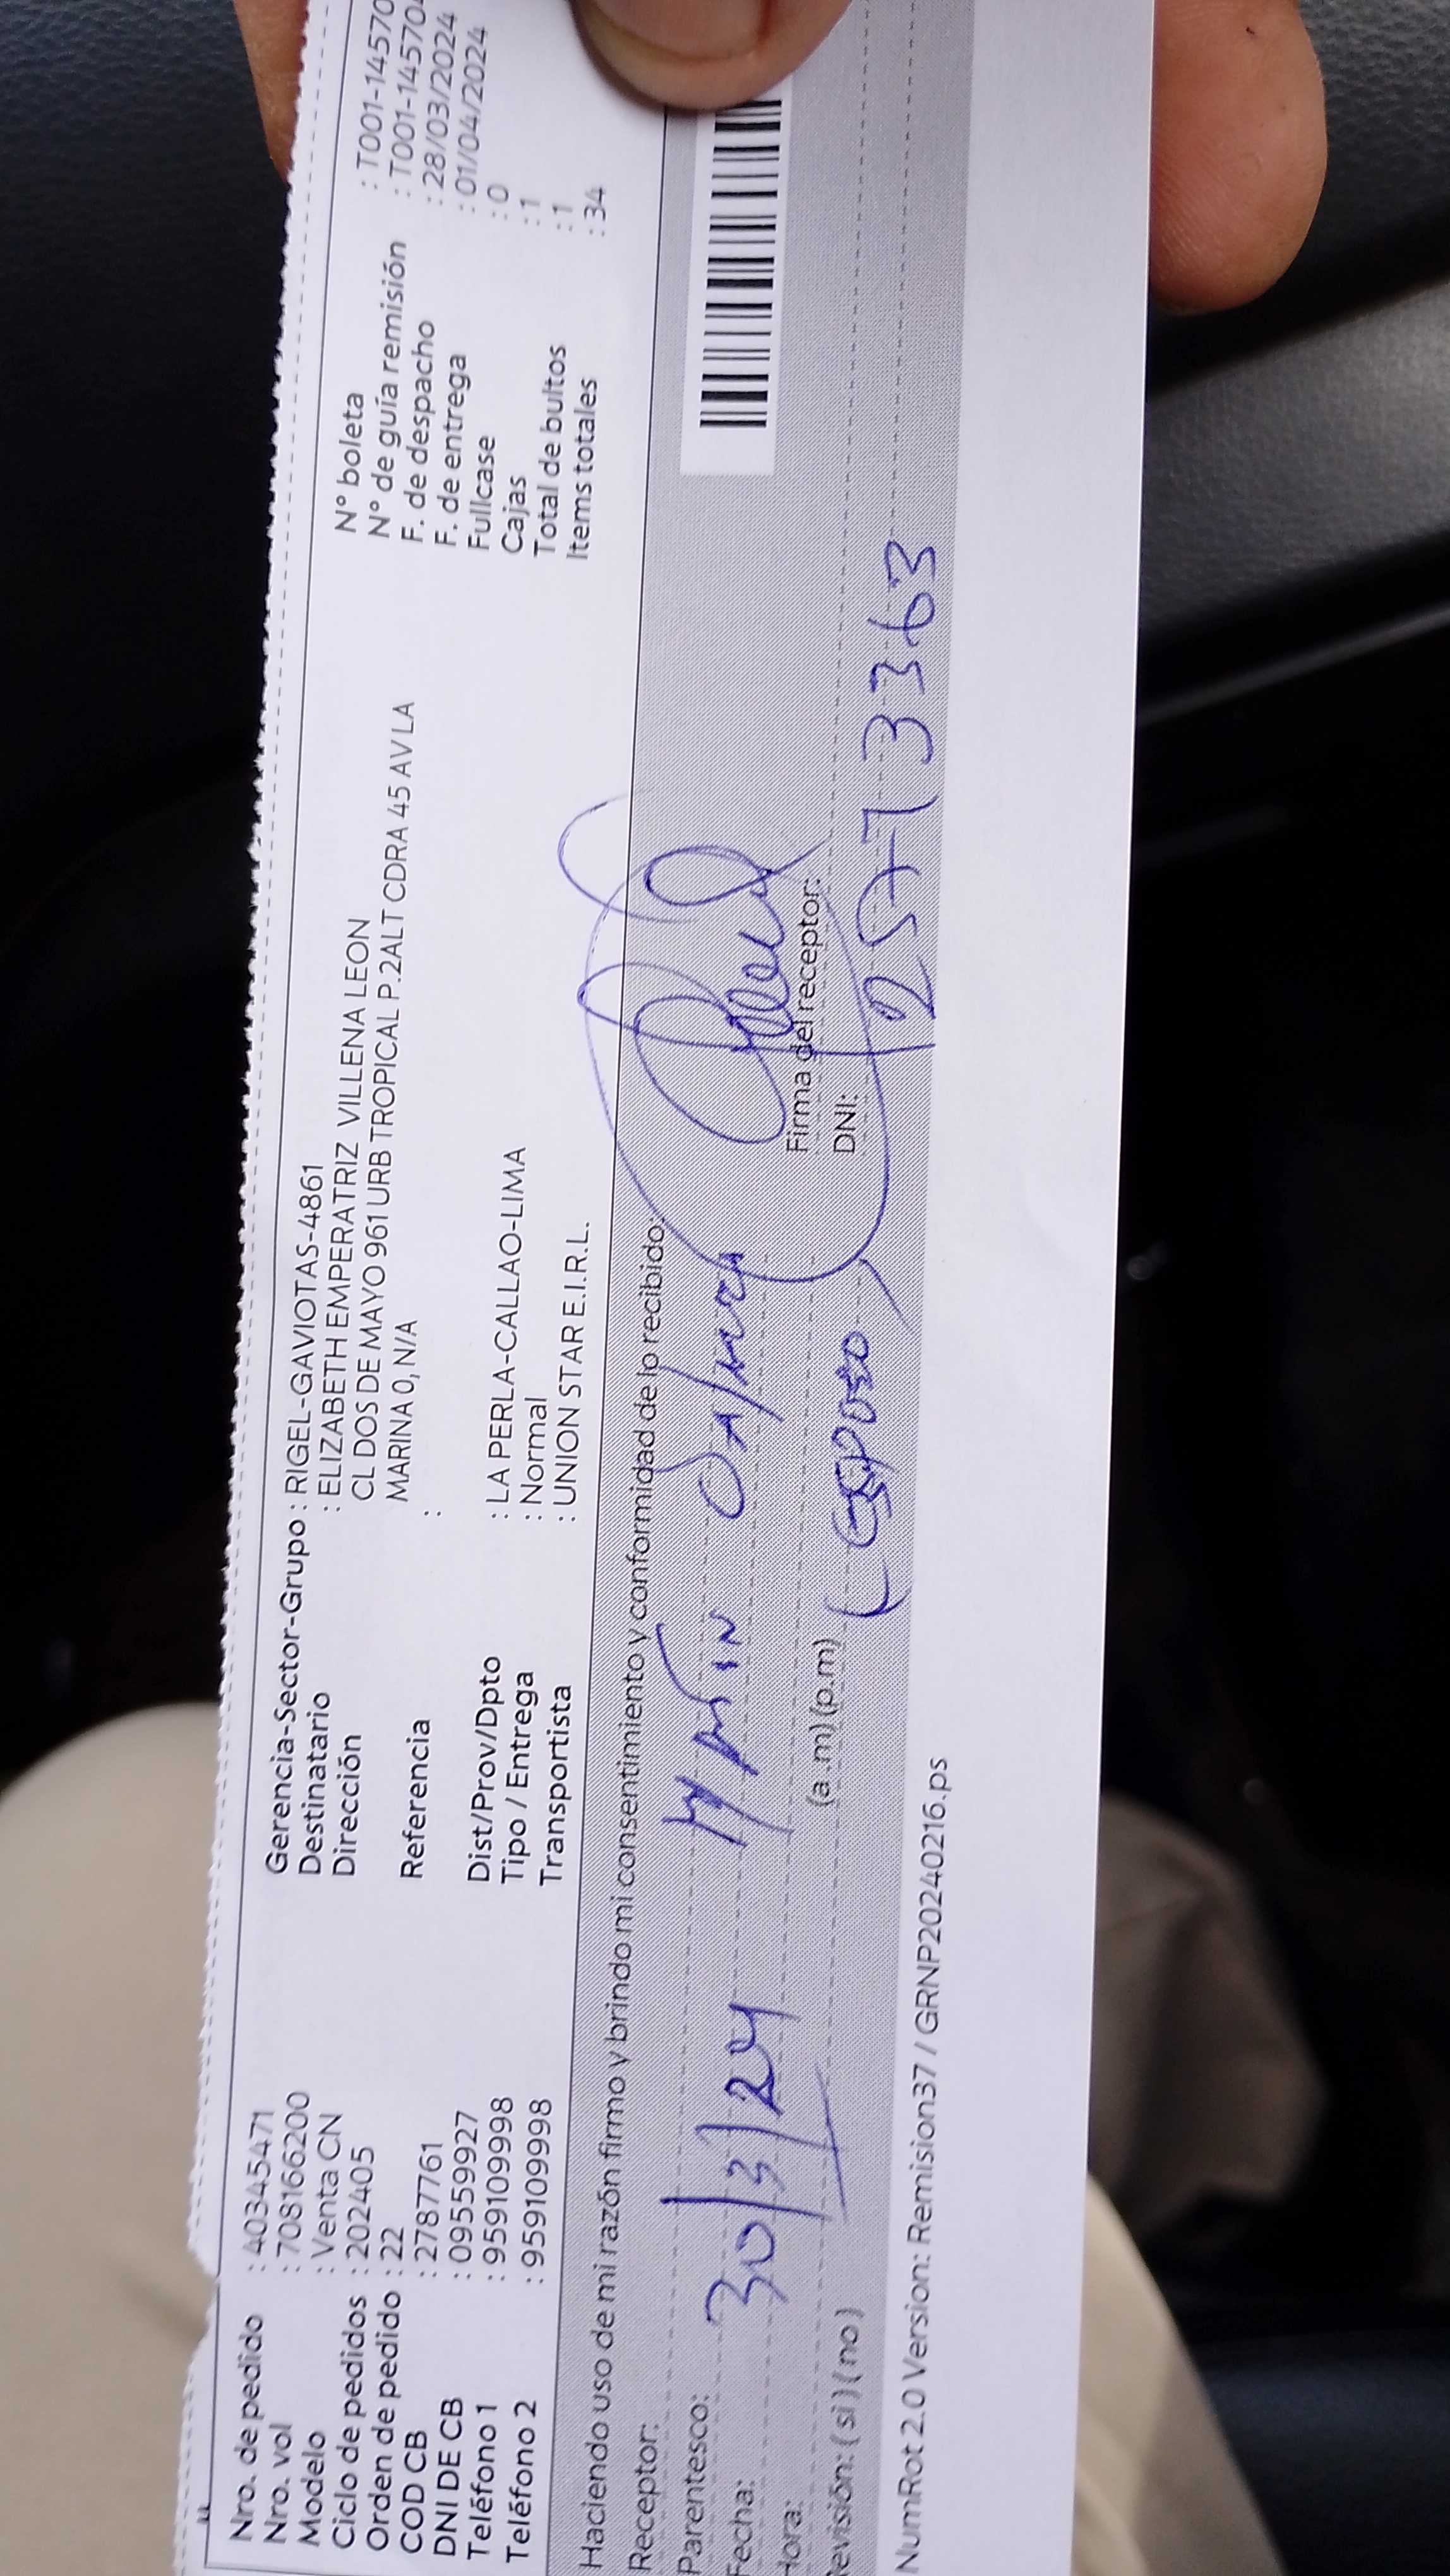 Nro. de pedido : 40345471
Nro. vol : 708166200
Modelo : Venta CN
Ciclo de pedidos : 202405
Orden de pedido : 22
COD CB : 2787761
DNI DE CB : 09559927
Teléfono 1 : 959109998
Teléfono 2 : 959109998
Gerencia-Sector-Grupo : RIGEL-GAVIOTAS-4861
Destinatario : ELIZABETH EMPERATRIZ VILLENA LEON
Dirección CL DOS DE MAYO 961 URB TROPICAL P.2ALT CDRA 45 AV LA
MARINA 0, N/A
Referencia :
Dist/Prov/Dpto : LA PERLA-CALLAO-LIMA
Tipo / Entrega : Normal
Transportista : UNION STAR E.I.R.L.
N° boleta : T001-14570
N° de guía remisión : T001-14570
F. de despacho : 28/03/2024
F. de entrega : 01/04/2024
Fullcase : 0
Cajas : 1
Total de bultos : 1
Items totales : 34
Haciendo uso de mi razón firmo y brindo mi consentimiento y conformidad de lo recibido:
Receptor:
Parentesco:
Fecha: 30/3/24
Hora: (a.m) (p.m)
Revisión: ( si ) ( no )
(Esposo)
Firma del receptor:
DNI: 25773363
NumRot 2.0 Version: Remision37 / GRNP20240216.ps